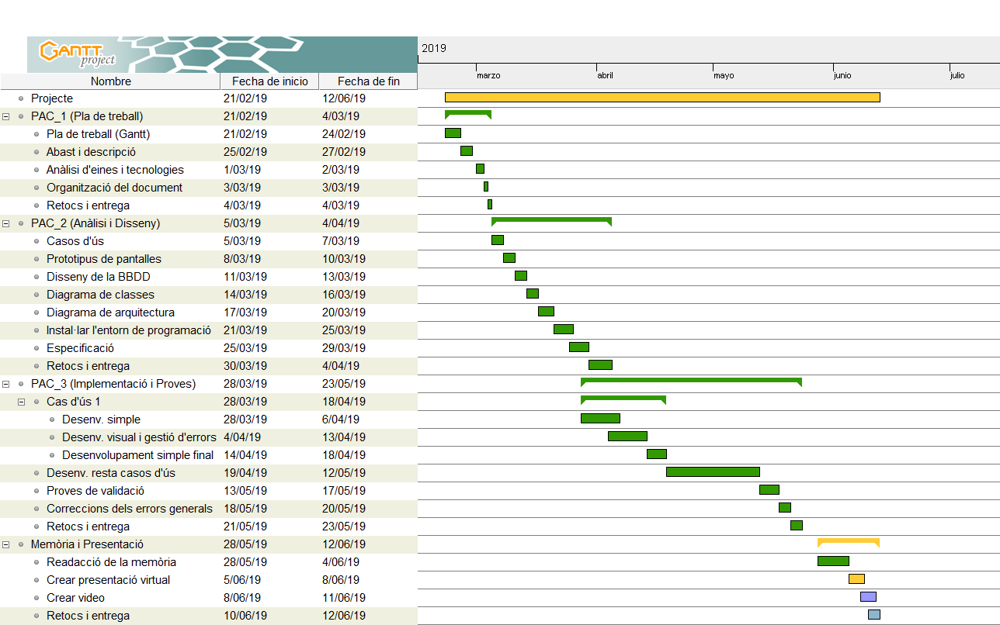 GANTT
project
2019
marzo abril mayo junio julio
Nombre Fecha de inicio Fecha de fin
Projecte 21/02/19 12/06/19
PAC_1 (Pla de treball) 21/02/19 4/03/19
Pla de treball (Gantt) 21/02/19 24/02/19
Abast i descripció 25/02/19 27/02/19
Anàlisi d'eines i tecnologies 1/03/19 2/03/19
Organització del document 3/03/19 3/03/19
Retocs i entrega 4/03/19 4/03/19
PAC_2 (Anàlisi i Disseny) 5/03/19 4/04/19
Casos d'ús 5/03/19 7/03/19
Prototipus de pantalles 8/03/19 10/03/19
Disseny de la BBDD 11/03/19 13/03/19
Diagrama de classes 14/03/19 16/03/19
Diagrama de arquitectura 17/03/19 20/03/19
Instal·lar l'entorn de programació 21/03/19 25/03/19
Especificació 25/03/19 29/03/19
Retocs i entrega 30/03/19 4/04/19
PAC_3 (Implementació i Proves) 28/03/19 23/05/19
Cas d'ús 1 28/03/19 18/04/19
Desenv. simple 28/03/19 6/04/19
Desenv. visual i gestió d'errors 4/04/19 13/04/19
Desenvolupament simple final 14/04/19 18/04/19
Desenv. resta casos d'ús 19/04/19 12/05/19
Proves de validació 13/05/19 17/05/19
Correccions dels errors generals 18/05/19 20/05/19
Retocs i entrega 21/05/19 23/05/19
Memòria i Presentació 28/05/19 12/06/19
Readacció de la memòria 28/05/19 4/06/19
Crear presentació virtual 5/06/19 8/06/19
Crear video 8/06/19 11/06/19
Retocs i entrega 10/06/19 12/06/19